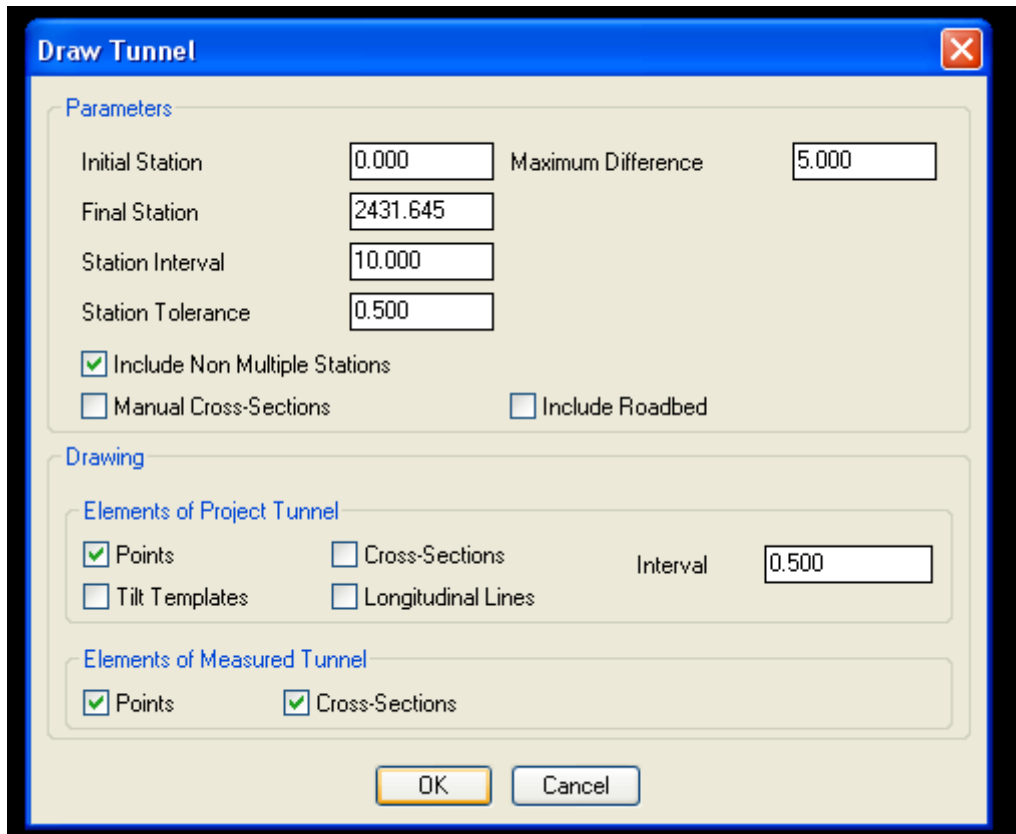 Draw Tunnel
Parameters
Initial Station 0.000 Maximum Difference 5.000
Final Station 2431.645
Station Interval 10.000
Station Tolerance 0.500
Include Non Multiple Stations
Manual Cross-Sections Include Roadbed
Drawing
Elements of Project Tunnel
Points Cross-Sections Interval 0.500
Tilt Templates Longitudinal Lines
Elements of Measured Tunnel
Points Cross-Sections
OK Cancel